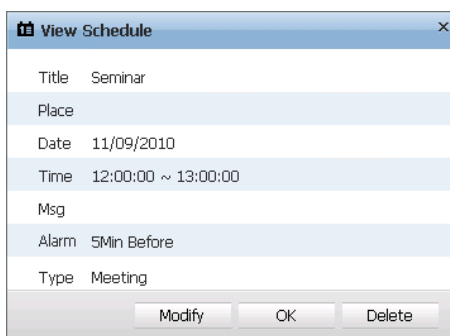 View Schedule
Title Seminar
Place
Date 11/09/2010
Time 12:00:00 ~ 13:00:00
Msg
Alarm 5Min Before
Type Meeting
Modify OK Delete